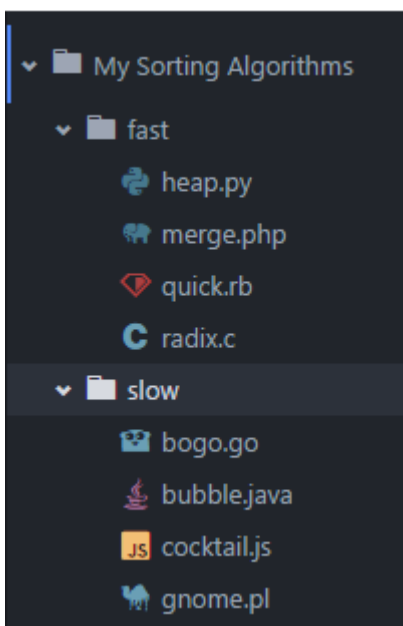 My Sorting Algorithms
fast
heap.py
merge.php
quick.rb
C radix.c
slow
bogo.go
bubble.java
JS cocktail.js
gnome.pl